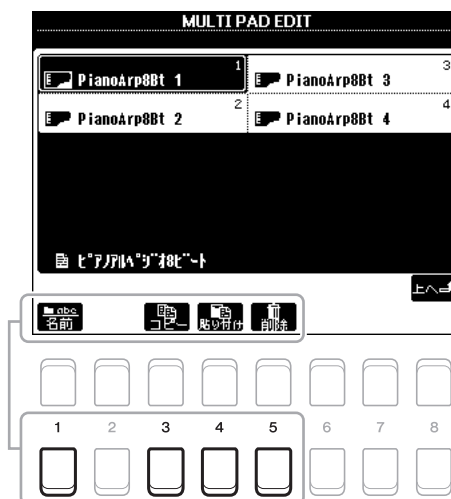 MULTI PAD EDIT
PianoArp8Bt 1
1
PianoArp8Bt 3
3
PianoArp8Bt 2
2
PianoArp8Bt 4
4
ﾋﾟｱﾉｱﾙﾍﾟｼﾞｵ8ﾋﾞｰﾄ
上へ
abc
名前
コピー
貼り付け
削除
1 2 3 4 5 6 7 8